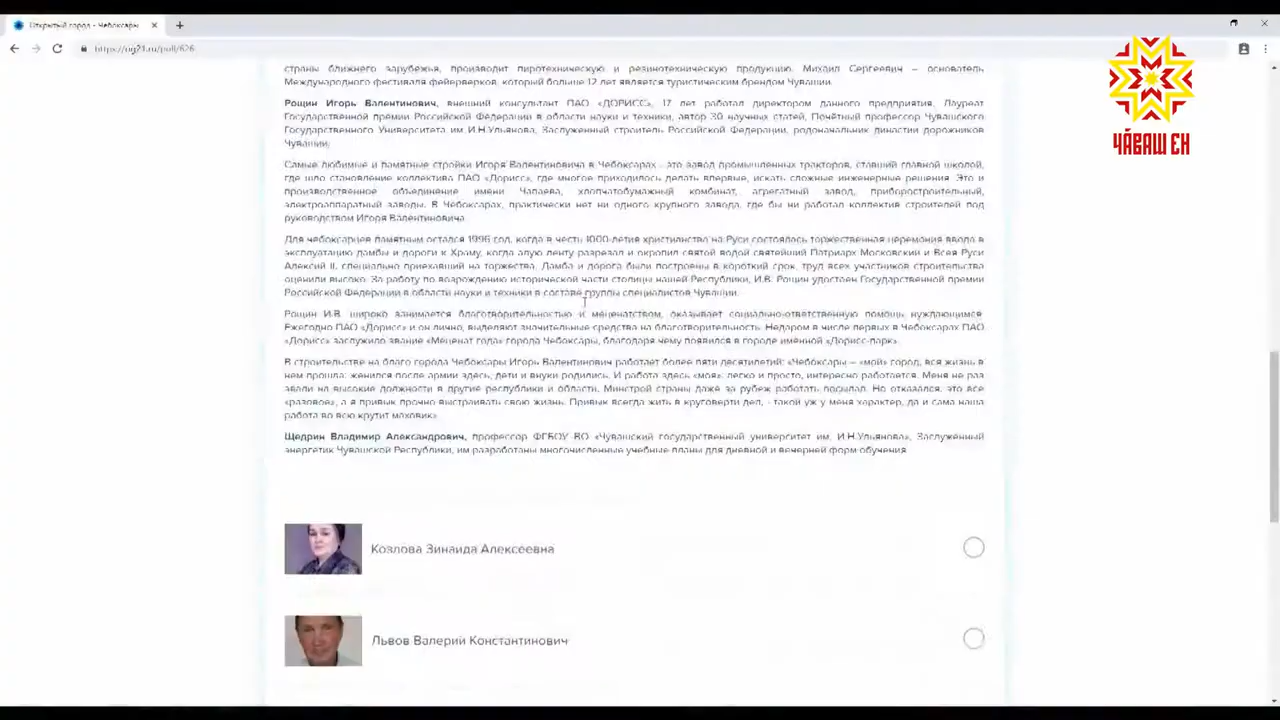 Открытый город - Чебоксары
https://og21.ru/poll/626
ЧӐВАШ ЕН
страны ближнего зарубежья, производит пиротехническую и резинотехническую продукцию. Михаил Сергеевич – основатель
Международного фестиваля фейерверков, который больше 12 лет является туристическим брендом Чувашии.
Рощин Игорь Валентинович, внешний консультант ПАО «ДОРИСС», 17 лет работал директором данного предприятия, Лауреат
Государственной премии Российской Федерации в области науки и техники, автор 30 научных статей, Почётный профессор Чувашского
Государственного Университета им.И.Н.Ульянова, Заслуженный строитель Российской Федерации, родоначальник династии дорожников
Чувашии.
Самые любимые и памятные стройки Игоря Валентиновича в Чебоксарах - это завод промышленных тракторов, ставший главной школой,
где шло становление коллектива ПАО «Дорисс», где многое приходилось делать впервые, искать сложные инженерные решения. Это и
производственное объединение имени Чапаева, хлопчатобумажный комбинат, агрегатный завод, приборостроительный,
электроаппаратный заводы. В Чебоксарах, практически нет ни одного крупного завода, где бы ни работал коллектив строителей под
руководством Игоря Валентиновича.
Для чебоксарцев памятным остался 1996 год, когда в честь 1000-летия христианства на Руси состоялась торжественная церемония ввода в
эксплуатацию дамбы и дороги к Храму, когда алую ленту разрезал и окропил святой водой святейший Патриарх Московский и Всея Руси
Алексий II, специально приехавший на торжества. Дамба и дорога были построены в короткий срок, труд всех участников строительства
оценили высоко. За работу по возрождению исторической части столицы нашей Республики, И.В. Рощин удостоен Государственной премии
Российской Федерации в области науки и техники в составе группы специалистов Чувашии.
Рощин И.В. широко занимается благотворительностью и меценатством, оказывает социально-ответственную помощь нуждающимся.
Ежегодно ПАО «Дорисс» и он лично, выделяют значительные средства на благотворительность. Недаром в числе первых в Чебоксарах ПАО
«Дорисс» заслужило звание «Меценат года» города Чебоксары, благодаря чему появился в городе именной «Дорисс-парк».
В строительстве на благо города Чебоксары Игорь Валентинович работает более пяти десятилетий: «Чебоксары – «мой» город, вся жизнь в
нем прошла: женился после армии здесь, дети и внуки родились. И работа здесь «моя»: легко и просто, интересно работается. Меня не раз
звали на высокие должности в другие республики и области. Минстрой страны даже за рубеж работать посылал. Но отказался, это все
«разовое», а я привык прочно выстраивать свою жизнь. Привык всегда жить в круговерти дел, - такой уж у меня характер, да и сама наша
работа во всю крутит маховик».
Щедрин Владимир Александрович, профессор ФГБОУ ВО «Чувашский государственный университет им. И.Н.Ульянова», Заслуженный
энергетик Чувашской Республики, им разработаны многочисленные учебные планы для дневной и вечерней форм обучения.
Козлова Зинаида Алексеевна
Львов Валерий Константинович